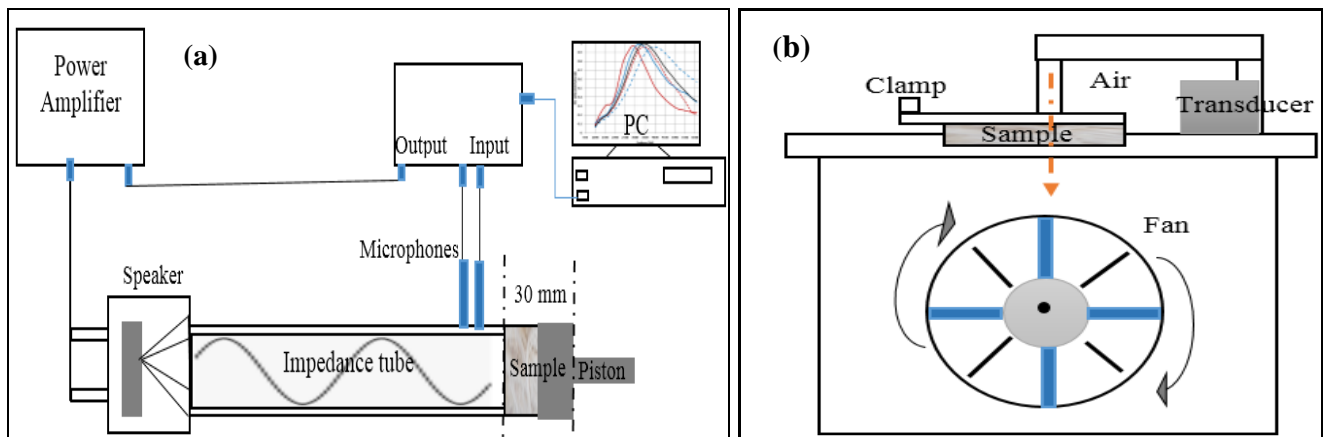 (a)
Power
Amplifier
Output
Input
PC
Microphones
Speaker
30 mm
Impedance tube
Sample
Piston
(b)
Clamp
Air
Transducer
Sample
Fan